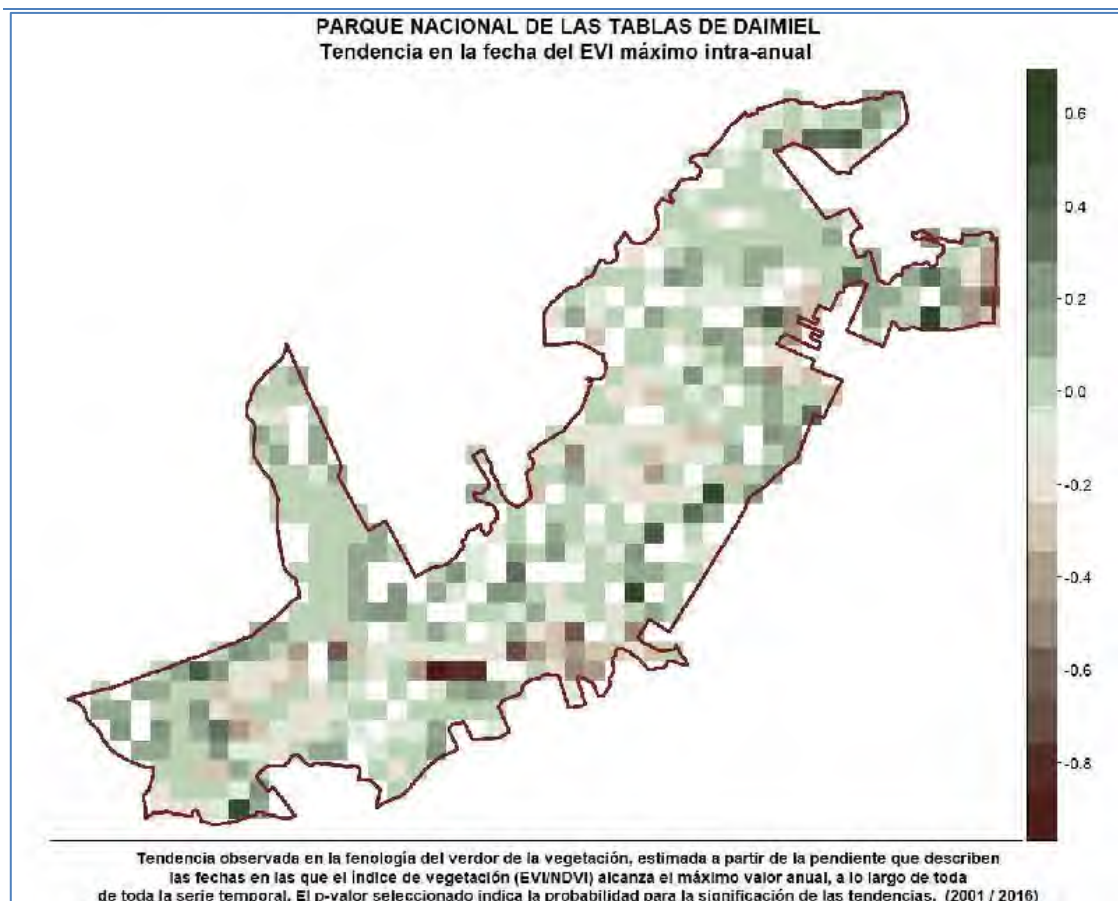 PARQUE NACIONAL DE LAS TABLAS DE DAIMIEL
Tendencia en la fecha del EVI máximo intra-anual
0.6
0.4
0.2
0.0
-0.2
-0.4
-0.6
-0.8
Tendencia observada en la fenología del verdor de la vegetación, estimada a partir de la pendiente que describen
las fechas en las que el índice de vegetación (EVI/NDVI) alcanza el máximo valor anual, a lo largo de toda
de toda la serie temporal. El p-valor seleccionado indica la probabilidad para la significación de las tendencias. (2001 / 2016)